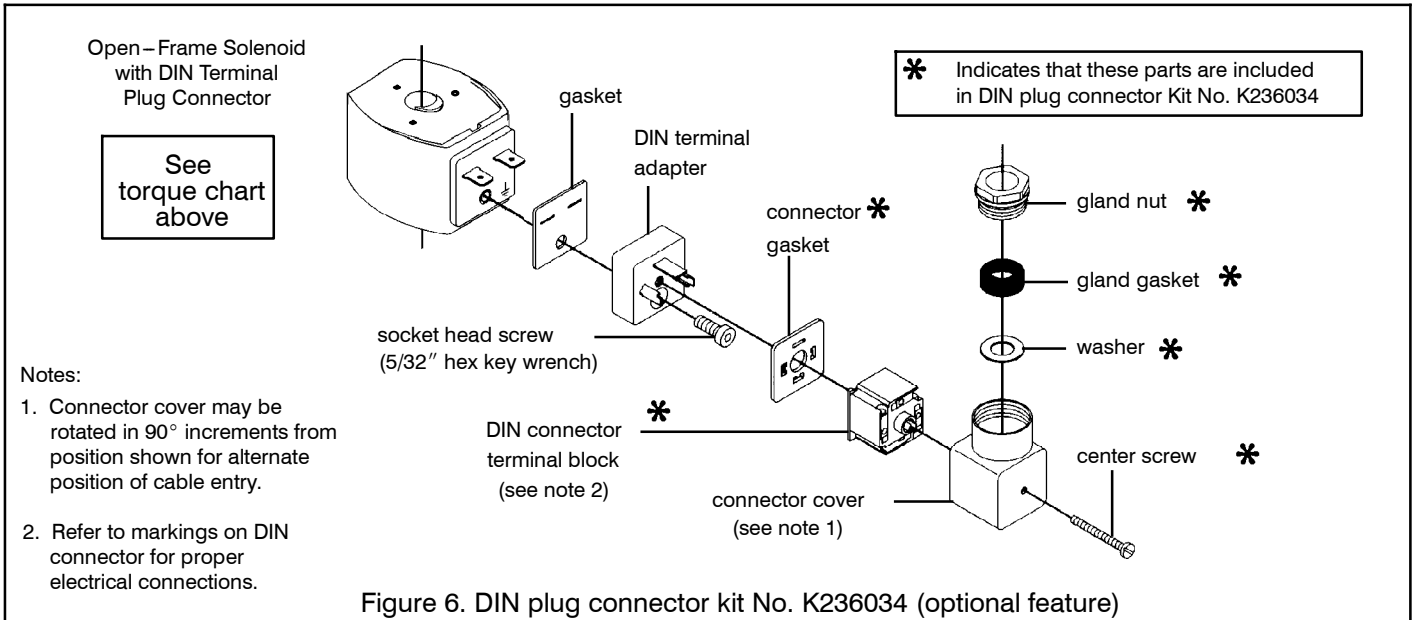 Open–Frame Solenoid
with DIN Terminal
Plug Connector
See
torque chart
above
gasket
DIN terminal
adapter
* Indicates that these parts are included
in DIN plug connector Kit No. K236034
connector *
gasket
gland nut *
gland gasket *
washer *
socket head screw
(5/32″ hex key wrench)
*
DIN connector
terminal block
(see note 2)
center screw *
connector cover
(see note 1)
Notes:
1. Connector cover may be
rotated in 90° increments from
position shown for alternate
position of cable entry.
2. Refer to markings on DIN
connector for proper
electrical connections.
Figure 6. DIN plug connector kit No. K236034 (optional feature)